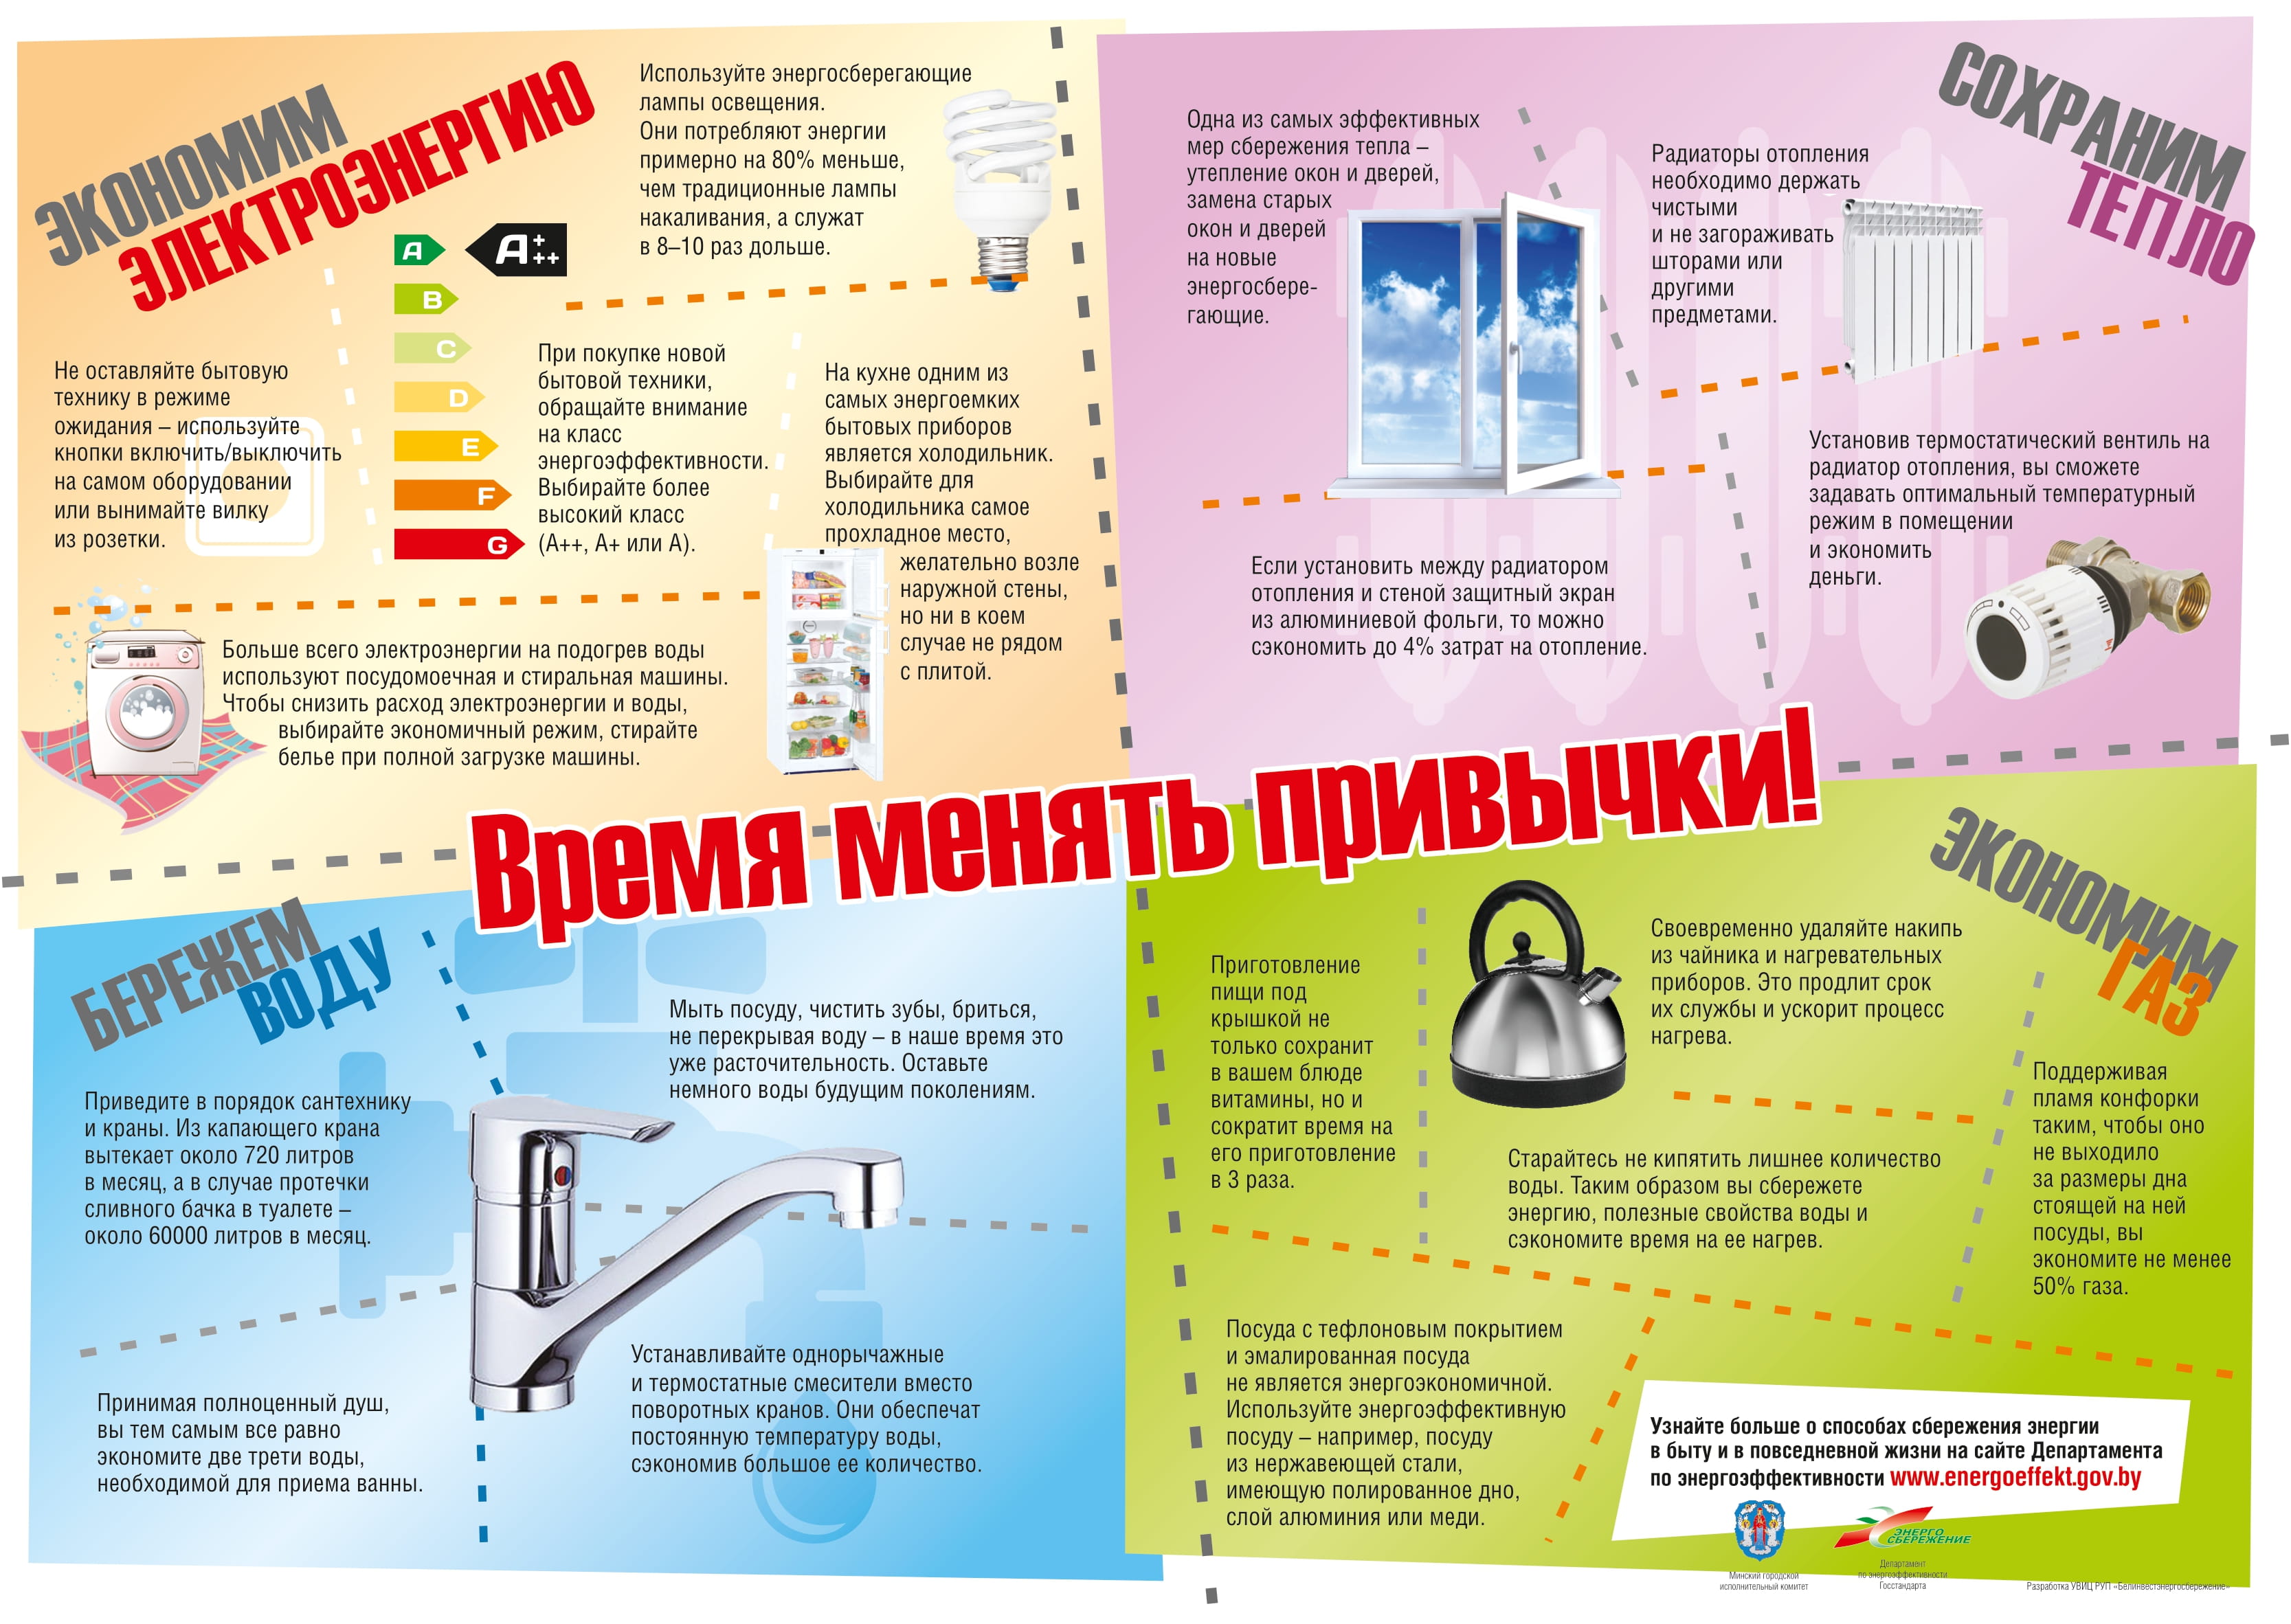 ЭКОНОМИМ
ЭЛЕКТРОЭНЕРГИЮ
Используйте энергосберегающие
лампы освещения.
Они потребляют энергии
примерно на 80% меньше,
чем традиционные лампы
накаливания, а служат
в 8–10 раз дольше.
A
A+
++
B
C
D
E
F
G
Не оставляйте бытовую
технику в режиме
ожидания – используйте
кнопки включить/выключить
на самом оборудовании
или вынимайте вилку
из розетки.
При покупке новой
бытовой техники,
обращайте внимание
на класс
энергоэффективности.
Выбирайте более
высокий класс
(А++, А+ или А).
На кухне одним из
самых энергоемких
бытовых приборов
является холодильник.
Выбирайте для
холодильника самое
прохладное место,
желательно возле
наружной стены,
но ни в коем
случае не рядом
с плитой.
Больше всего электроэнергии на подогрев воды
используют посудомоечная и стиральная машины.
Чтобы снизить расход электроэнергии и воды,
выбирайте экономичный режим, стирайте
белье при полной загрузке машины.
СОХРАНИМ
ТЕПЛО
Одна из самых эффективных
мер сбережения тепла –
утепление окон и дверей,
замена старых
окон и дверей
на новые
энергосбере-
гающие.
Радиаторы отопления
необходимо держать
чистыми
и не загораживать
шторами или
другими
предметами.
Установив термостатический вентиль на
радиатор отопления, вы сможете
задавать оптимальный температурный
режим в помещении
и экономить
деньги.
Если установить между радиатором
отопления и стеной защитный экран
из алюминиевой фольги, то можно
сэкономить до 4% затрат на отопление.
Время менять привычки!
БЕРЕЖЕМ
ВОДУ
Мыть посуду, чистить зубы, бриться,
не перекрывая воду – в наше время это
уже расточительность. Оставьте
немного воды будущим поколениям.
Приведите в порядок сантехнику
и краны. Из капающего крана
вытекает около 720 литров
в месяц, а в случае протечки
сливного бачка в туалете –
около 60000 литров в месяц.
Принимая полноценный душ,
вы тем самым все равно
экономите две трети воды,
необходимой для приема ванны.
Устанавливайте однорычажные
и термостатные смесители вместо
поворотных кранов. Они обеспечат
постоянную температуру воды,
сэкономив большое ее количество.
ЭКОНОМИМ
ГАЗ
Приготовление
пищи под
крышкой не
только сохранит
в вашем блюде
витамины, но и
сократит время на
его приготовление
в 3 раза.
Своевременно удаляйте накипь
из чайника и нагревательных
приборов. Это продлит срок
их службы и ускорит процесс
нагрева.
Старайтесь не кипятить лишнее количество
воды. Таким образом вы сбережете
энергию, полезные свойства воды и
сэкономите время на ее нагрев.
Поддерживая
пламя конфорки
таким, чтобы оно
не выходило
за размеры дна
стоящей на ней
посуды, вы
экономите не менее
50% газа.
Посуда с тефлоновым покрытием
и эмалированная посуда
не является энергоэкономичной.
Используйте энергоэффективную
посуду – например, посуду
из нержавеющей стали,
имеющую полированное дно,
слой алюминия или меди.
Узнайте больше о способах сбережения энергии
в быту и в повседневной жизни на сайте Департамента
по энергоэффективности www.energoeffekt.gov.by
Минский городской
исполнительный комитет
ЭНЕРГО
СБЕРЕЖЕНИЕ
Департамент
по энергоэффективности
Госстандарта
Разработка УВИЦ РУП «Белинвестэнергосбережение»